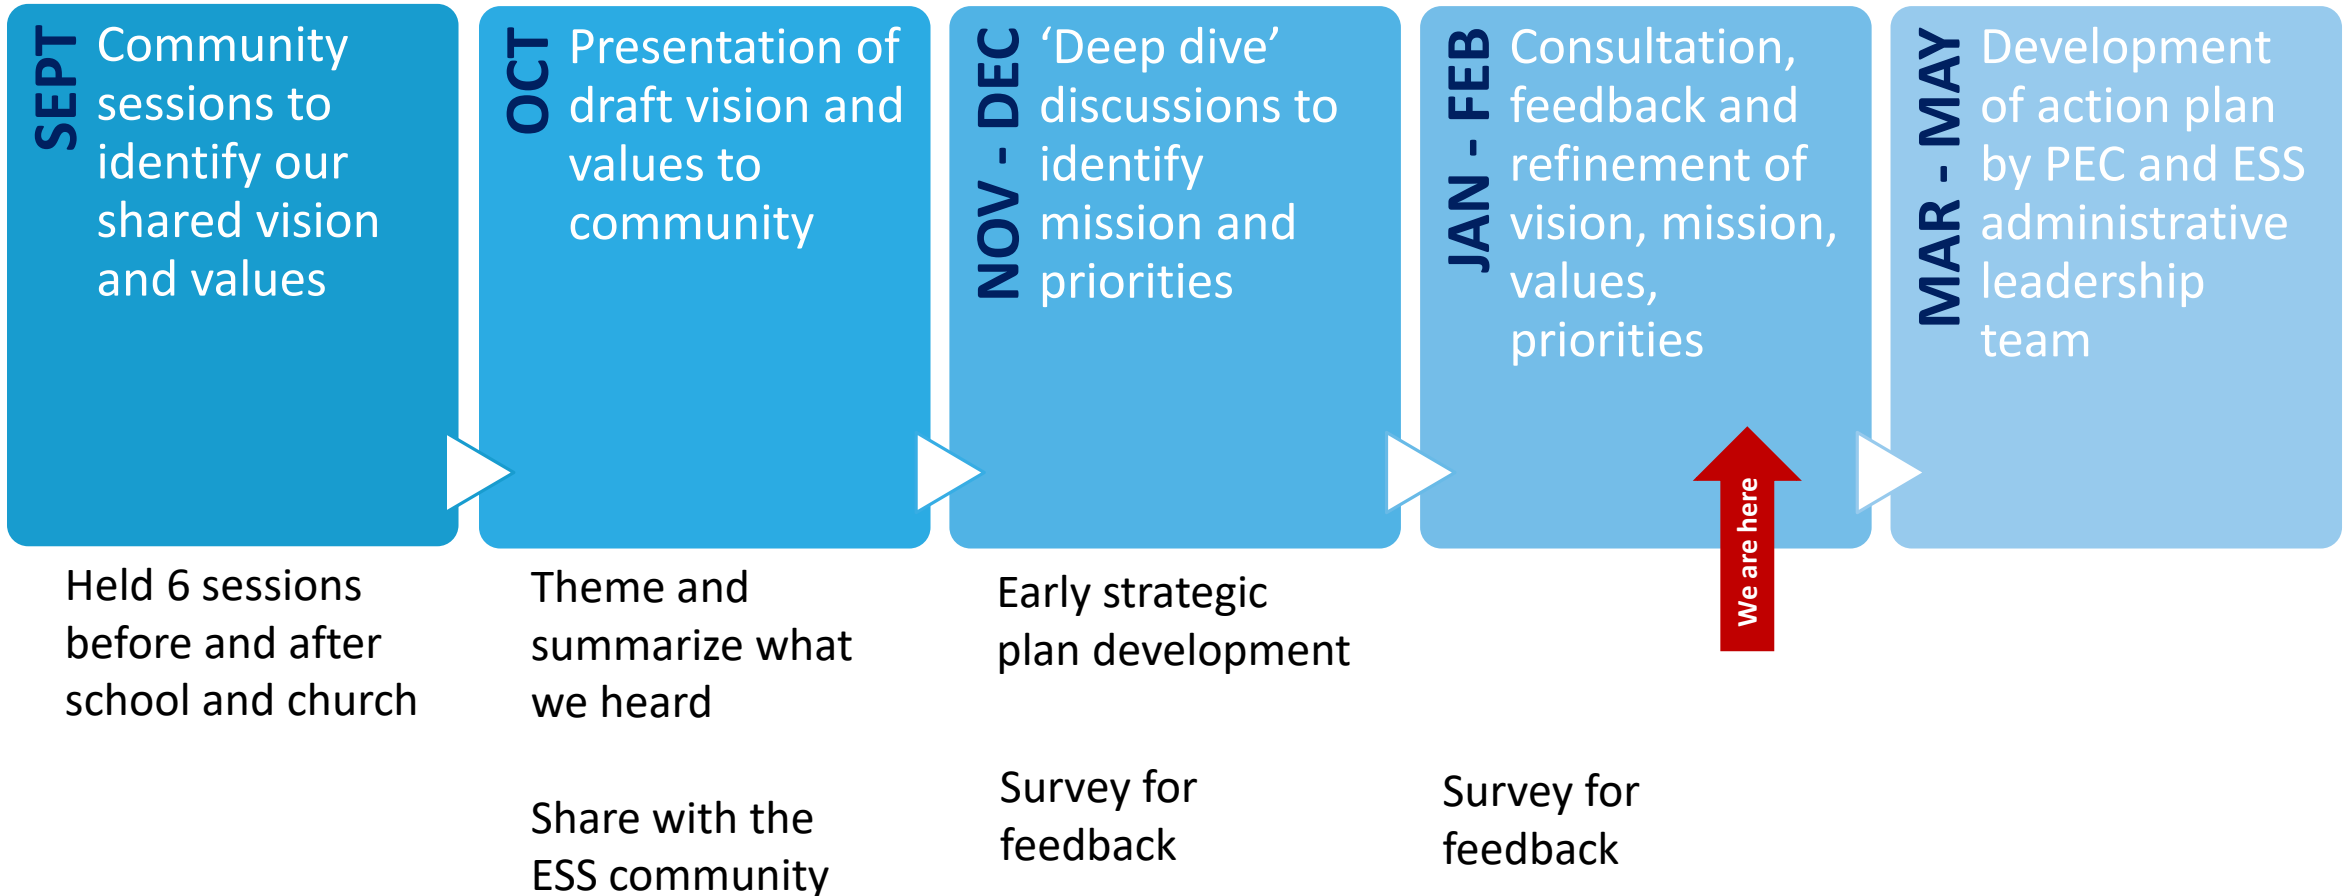 SEPT
Community
sessions to
identify our
shared vision
and values
OCT
Presentation of
draft vision and
values to
community
NOV - DEC
‘Deep dive’
discussions to
identify
mission and
priorities
JAN - FEB
Consultation,
feedback and
refinement of
vision, mission,
values,
priorities
MAR - MAY
Development
of action plan
by PEC and ESS
administrative
leadership
team
We are here
Held 6 sessions
before and after
school and church
Theme and
summarize what
we heard
Share with the
ESS community
Early strategic
plan development
Survey for
feedback
Survey for
feedback